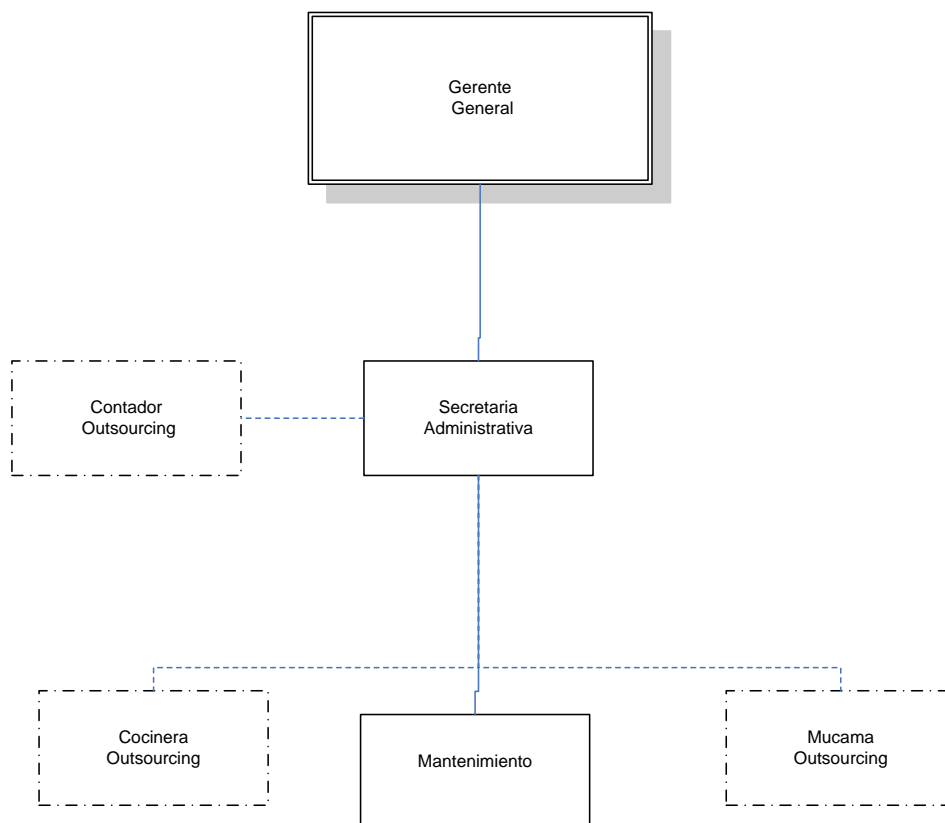 Gerente
General
Contador
Outsourcing
Secretaria
Administrativa
Cocinera
Outsourcing
Mantenimiento
Mucama
Outsourcing